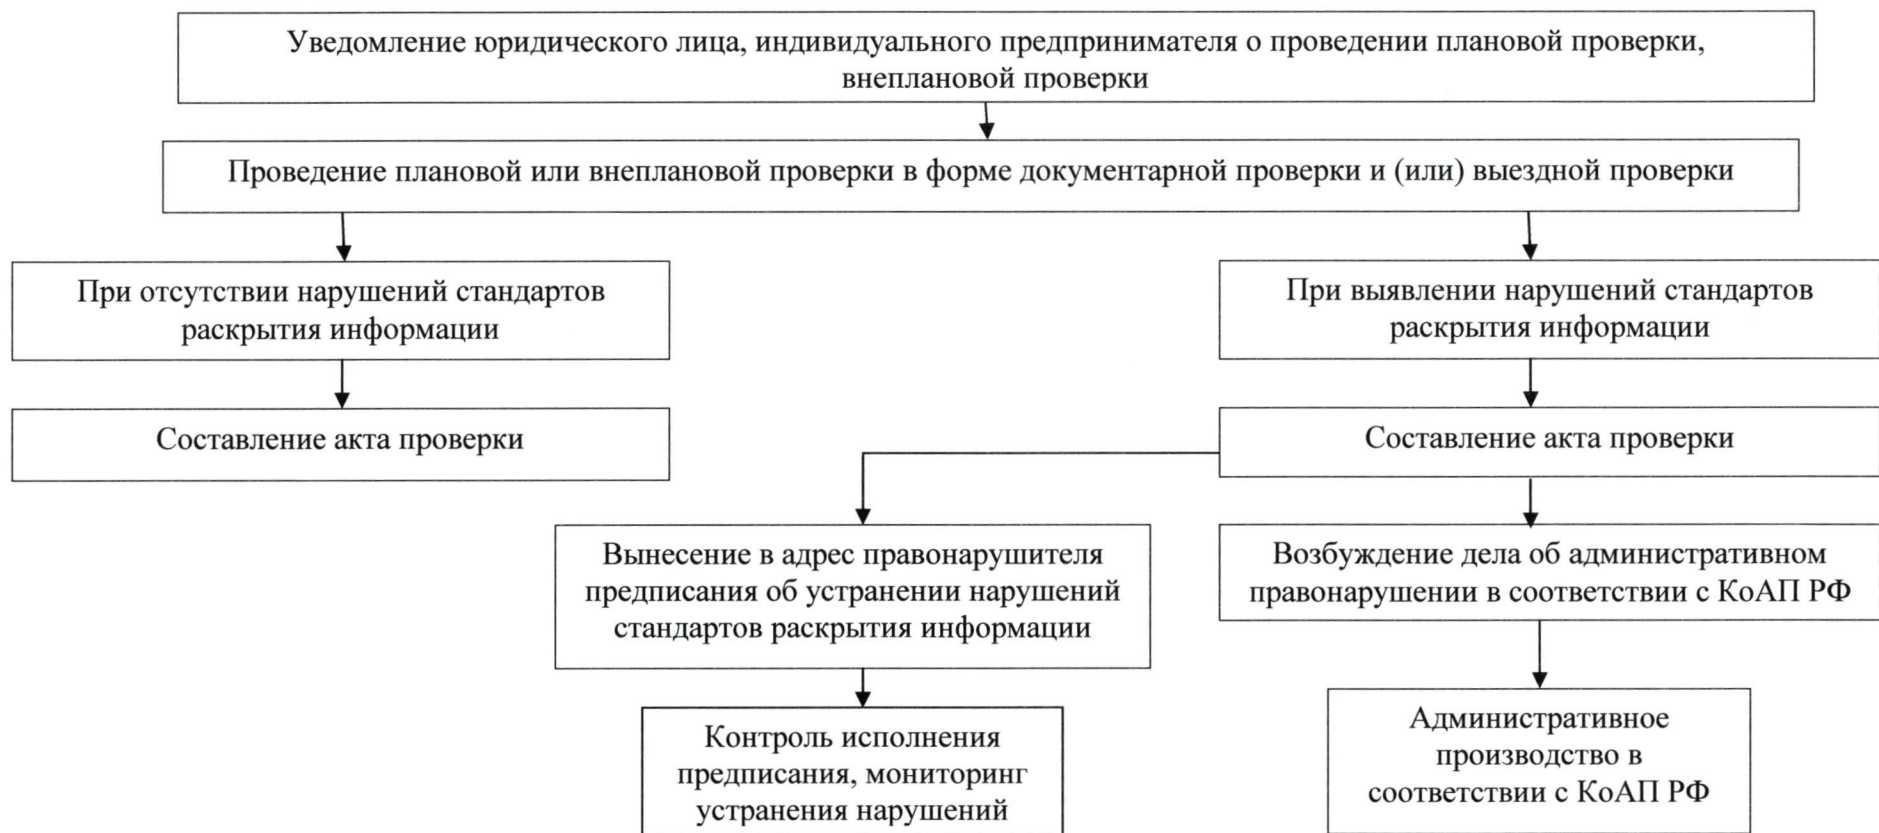 Уведомление юридического лица, индивидуального предпринимателя о проведении плановой проверки,
внеплановой проверки
Проведение плановой или внеплановой проверки в форме документарной проверки и (или) выездной проверки
При отсутствии нарушений стандартов
раскрытия информации
При выявлении нарушений стандартов
раскрытия информации
Составление акта проверки
Составление акта проверки
Вынесение в адрес правонарушителя
предписания об устранении нарушений
стандартов раскрытия информации
Возбуждение дела об административном
правонарушении в соответствии с КоАП РФ
Контроль исполнения
предписания, мониторинг
устранения нарушений
Административное
производство в
соответствии с КоАП РФ